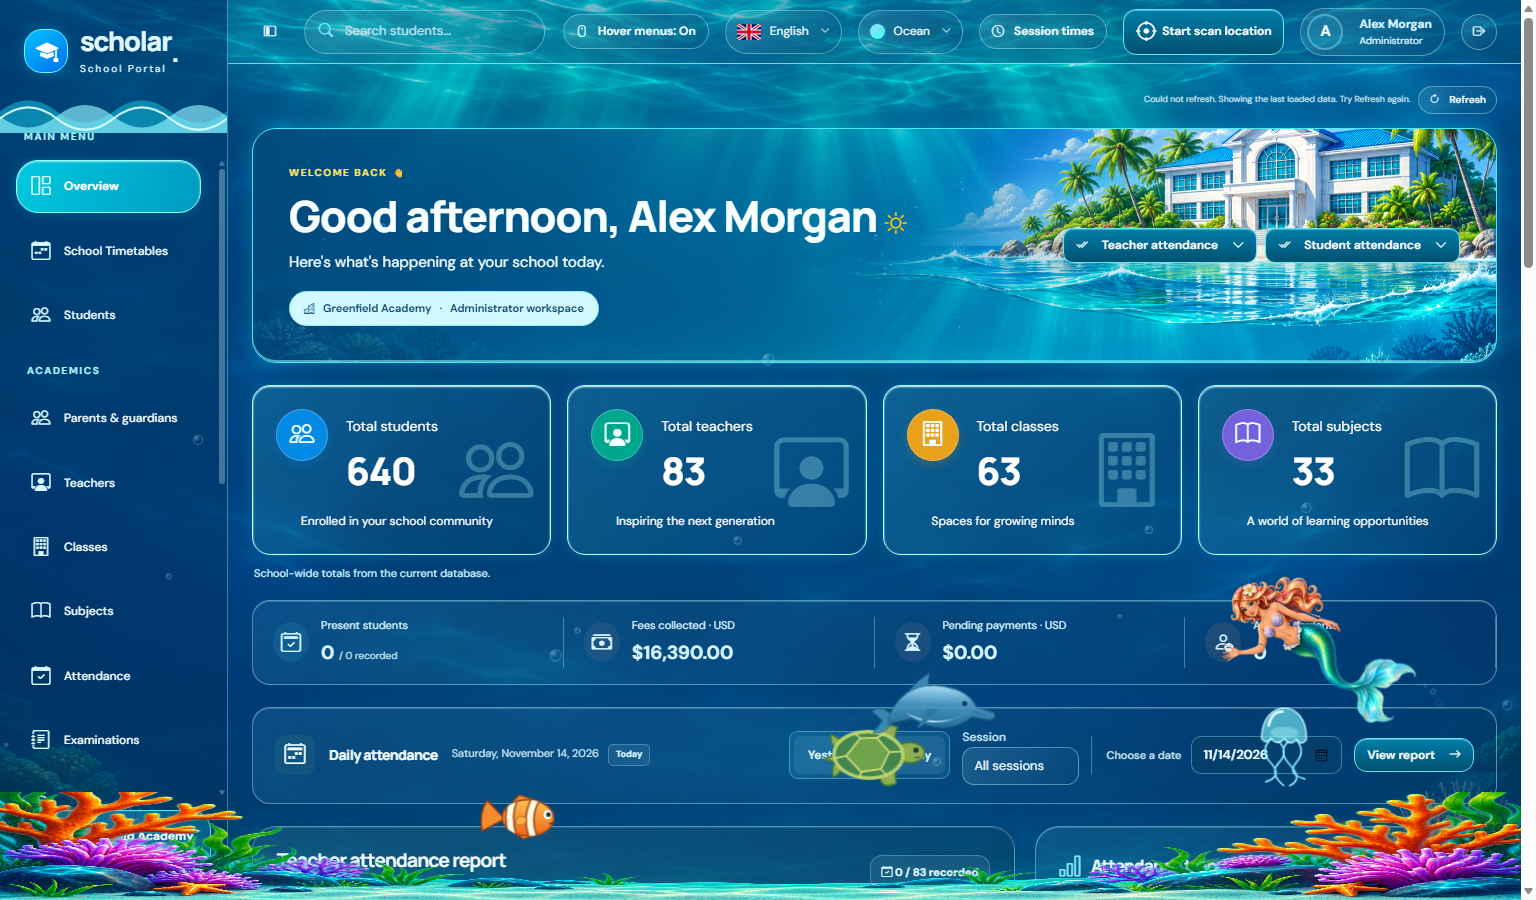 scholar
School Portal
Search students...
Hover menus: On
English
Ocean
Session times
Start scan location
A
Alex Morgan
Administrator
Could not refresh. Showing the last loaded data. Try Refresh again.
Refresh
MAIN MENU
Overview
School Timetables
Students
ACADEMICS
Parents & guardians
Teachers
Classes
Subjects
Attendance
Examinations
Academy
WELCOME BACK
Good afternoon, Alex Morgan
Here's what's happening at your school today.
Greenfield Academy · Administrator workspace
Teacher attendance
Student attendance
Total students
640
Enrolled in your school community
Total teachers
83
Inspiring the next generation
Total classes
63
Spaces for growing minds
Total subjects
33
A world of learning opportunities
School-wide totals from the current database.
Present students
0 / 0 recorded
Fees collected · USD
$16,390.00
Pending payments · USD
$0.00
Daily attendance
Saturday, November 14, 2026
Today
Session
All sessions
Choose a date
11/14/2026
View report
Teacher attendance report
0 / 83 recorded